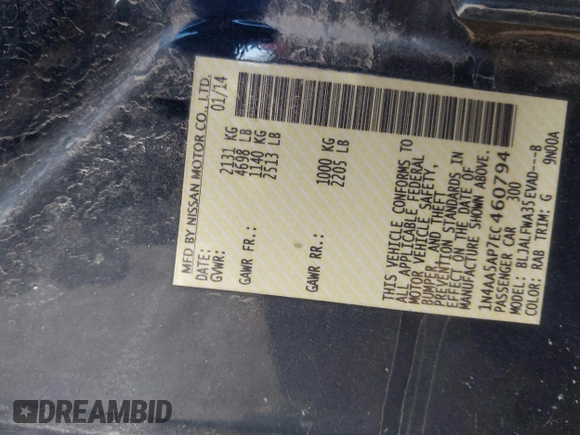 MFD BY NISSAN MOTOR CO., LTD.
DATE: 01/14
GVWR: 2131 KG
4698 LB
GAWR FR.: 1140 KG
2513 LB
GAWR RR.: 1000 KG
2205 LB
THIS VEHICLE CONFORMS TO
ALL APPLICABLE FEDERAL
MOTOR VEHICLE SAFETY,
BUMPER, AND THEFT
PREVENTION STANDARDS IN
EFFECT ON THE DATE OF
MANUFACTURE SHOWN ABOVE.
1N4AA5AP7EC460794
PASSENGER CAR 300
MODEL: BL1ALFWA35EVAD---B
COLOR: RAB TRIM: G 9N00A
DREAMBID